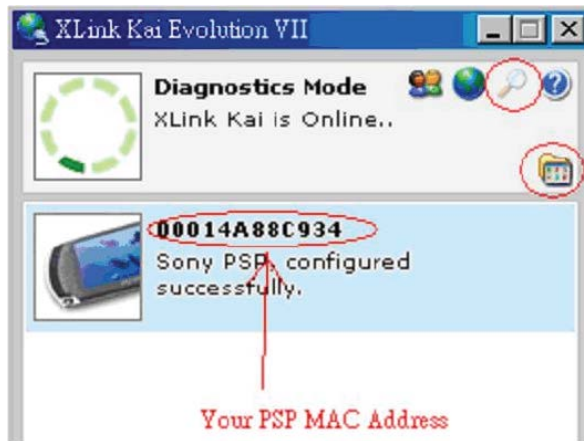 XLink Kai Evolution VII
Diagnostics Mode
XLink Kai is Online..
00014A88C934
Sony PSP, configured
successfully.
Your PSP MAC Address